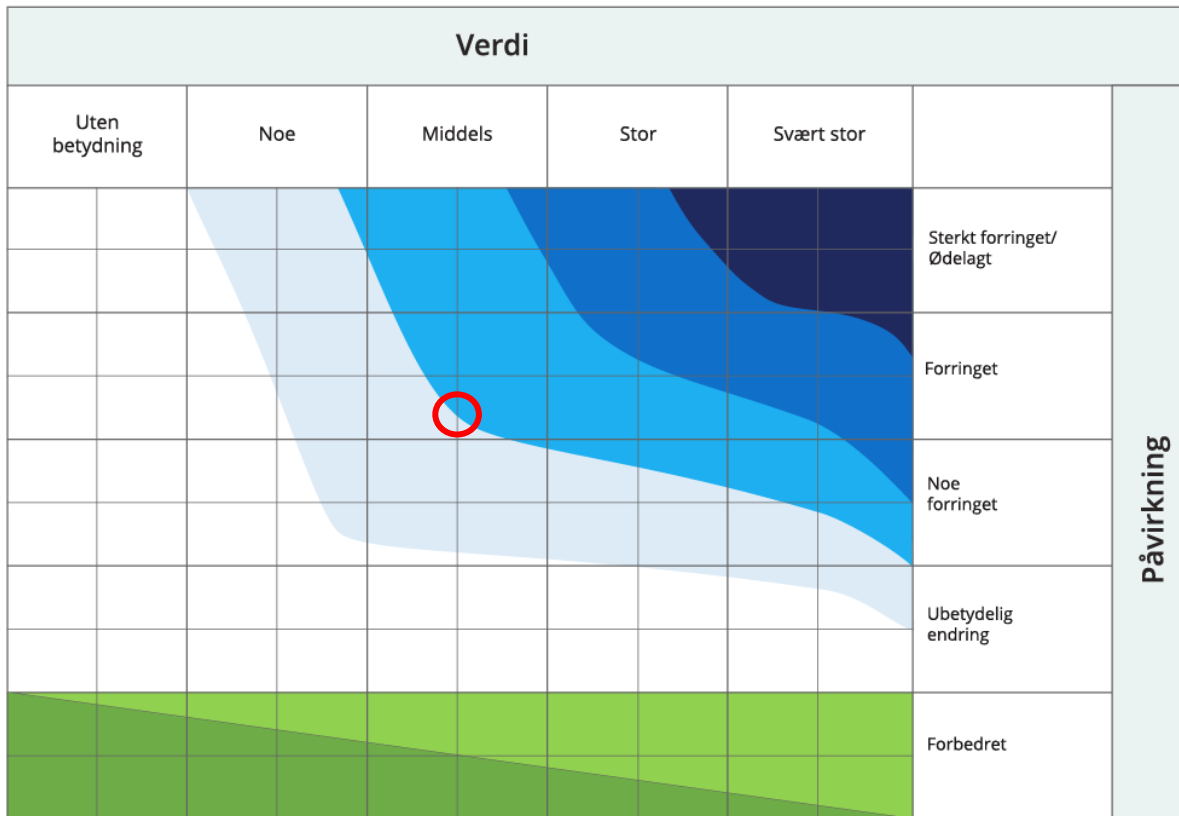 Verdi
Uten
betydning
Noe
Middels
Stor
Svært stor
Sterkt forringet/
Ødelagt
Forringet
Noe
forringet
Ubetydelig
endring
Forbedret
Påvirkning